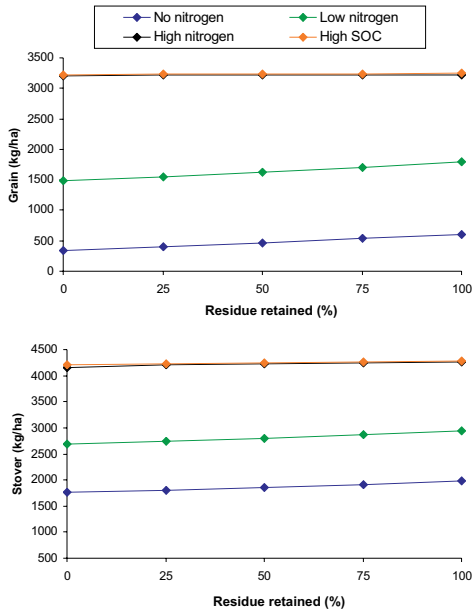 No nitrogen Low nitrogen
High nitrogen High SOC
3500
3000
2500
2000
1500
1000
500
0
Grain (kg/ha)
0 25 50 75 100
Residue retained (%)
4500
4000
3500
3000
2500
2000
1500
1000
500
Stover (kg/ha)
0 25 50 75 100
Residue retained (%)